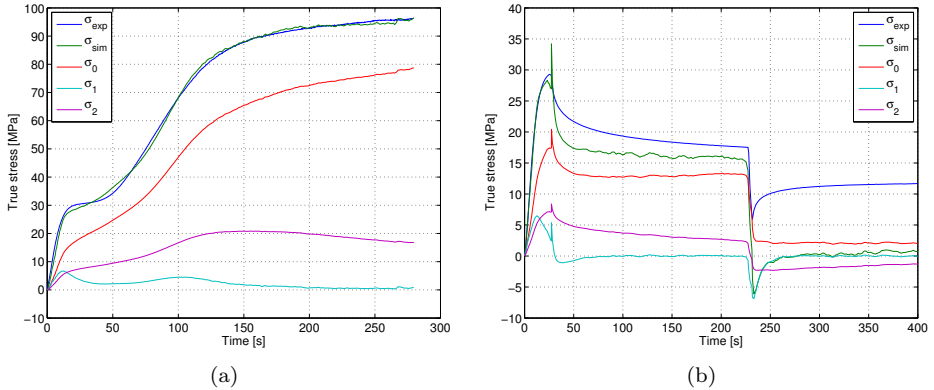 100
90
80
70
60
50
40
30
20
10
0
-10
True stress [MPa]
0 50 100 150 200 250 300
Time [s]
σexp
σsim
σ0
σ1
σ2
(a)
40
35
30
25
20
15
10
5
0
-5
-10
True stress [MPa]
0 50 100 150 200 250 300 350 400
Time [s]
σexp
σsim
σ0
σ1
σ2
(b)